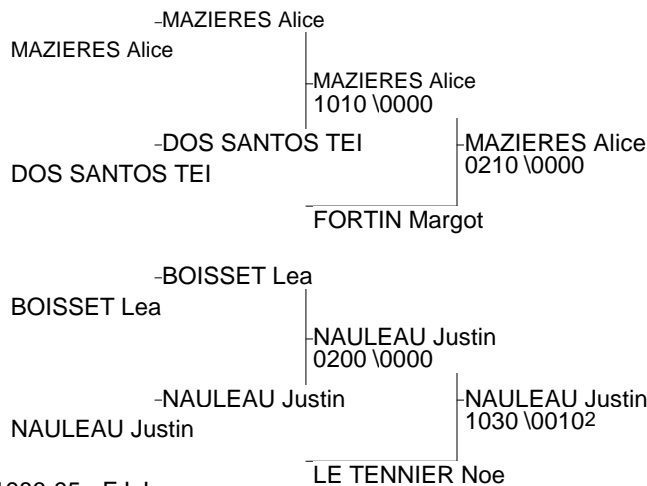 MAZIERES Alice
MAZIERES Alice
MAZIERES Alice
1010 \0000
DOS SANTOS TEI
MAZIERES Alice
0210 \0000
DOS SANTOS TEI
FORTIN Margot
BOISSET Lea
BOISSET Lea
NAULEAU Justin
0200 \0000
NAULEAU Justin
NAULEAU Justin
1030 \00102
NAULEAU Justin
LE TENNIER Noe